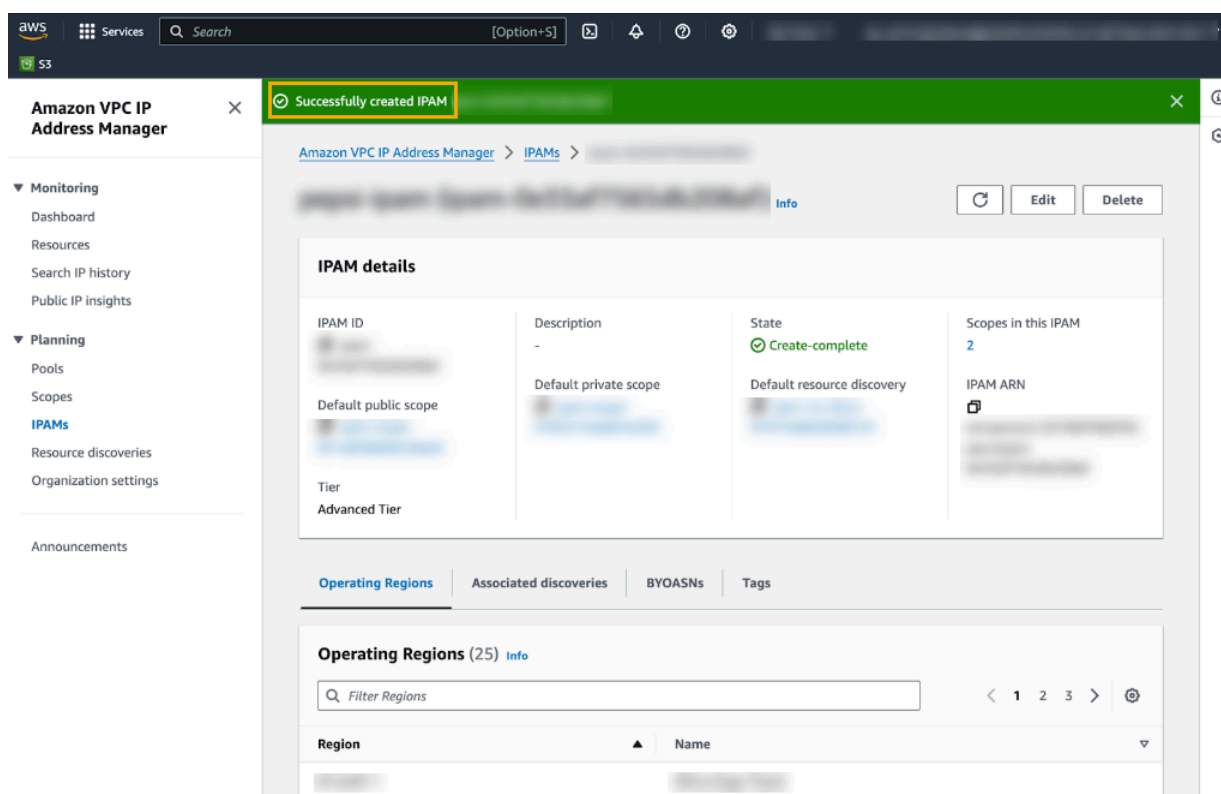 aws Services Search [Option+S]
S3
Amazon VPC IP
Address Manager
Monitoring
Dashboard
Resources
Search IP history
Public IP insights
Planning
Pools
Scopes
IPAMs
Resource discoveries
Organization settings
Announcements
Successfully created IPAM
Amazon VPC IP Address Manager > IPAMs >
Info
Edit Delete
IPAM details
IPAM ID
Description
-
State
Create-complete
Scopes in this IPAM
2
Default public scope
Default private scope
Default resource discovery
IPAM ARN
Tier
Advanced Tier
Operating Regions Associated discoveries BYOASNs Tags
Operating Regions (25) Info
Filter Regions
< 1 2 3 >
Region Name